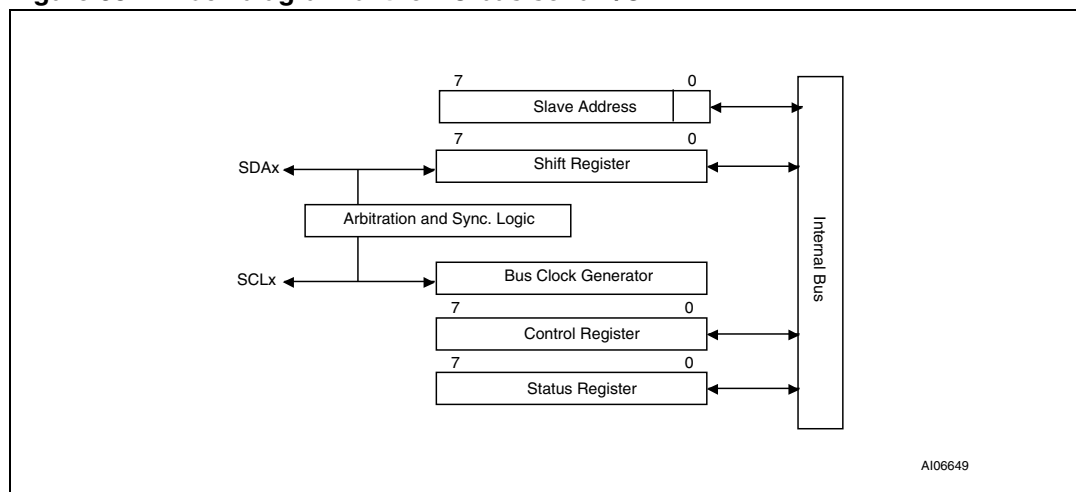 7 0
Slave Address
7 0
SDAx
Shift Register
Arbitration and Sync. Logic
SCLx
Bus Clock Generator
7 0
Control Register
7 0
Status Register
Internal Bus
AI06649